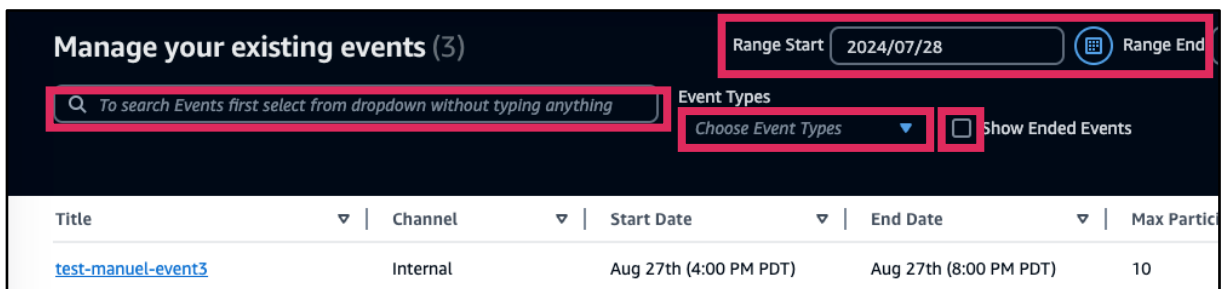 Manage your existing events (3)
Range Start 2024/07/28 Range End
To search Events first select from dropdown without typing anything
Event Types
Choose Event Types
Show Ended Events
Title Channel Start Date End Date Max Partici
test-manuel-event3 Internal Aug 27th (4:00 PM PDT) Aug 27th (8:00 PM PDT) 10